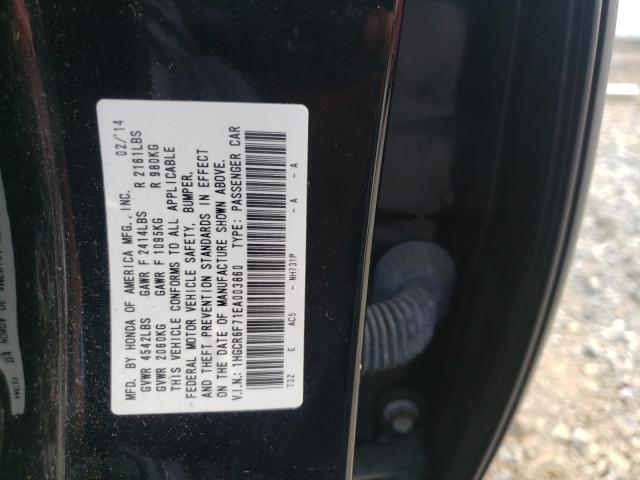 MFD. BY HONDA OF AMERICA MFG., INC. 02/'14
GVWR 4542LBS GAWR F 2414LBS R 2161LBS
GVWR 2060KG GAWR F 1095KG R 980KG
THIS VEHICLE CONFORMS TO ALL APPLICABLE
FEDERAL MOTOR VEHICLE SAFETY, BUMPER,
AND THEFT PREVENTION STANDARDS IN EFFECT
ON THE DATE OF MANUFACTURE SHOWN ABOVE.
V.I.N.: 1HGCR6F71EA003860 TYPE: PASSENGER CAR
T3Z E AC5 - NH731P - A - A